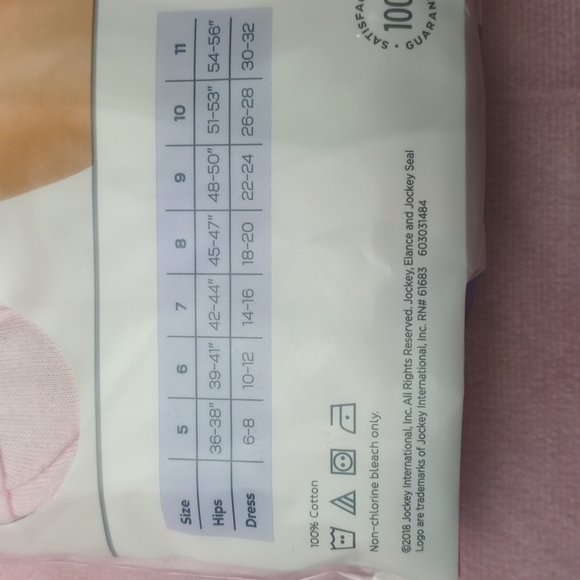 Size 5 6 7 8 9 10 11
Hips 36-38" 39-41" 42-44" 45-47" 48-50" 51-53" 54-56"
Dress 6-8 10-12 14-16 18-20 22-24 26-28 30-32
100% Cotton
Non-chlorine bleach only.
©2018 Jockey International, Inc. All Rights Reserved. Jockey, Elance and Jockey Seal
Logo are trademarks of Jockey International, Inc. RN# 61683 603031484
100